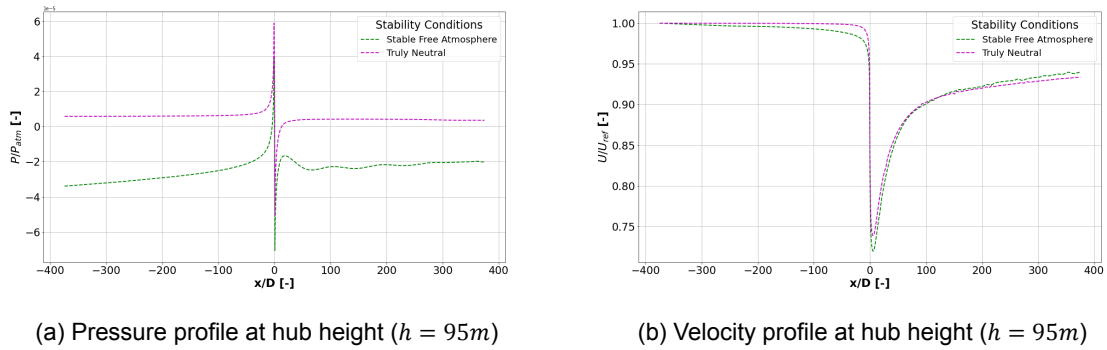 1e−5
6
4
2
0
−2
−4
−6
P/P_atm [-]
Stability Conditions
Stable Free Atmosphere
Truly Neutral
−400 −300 −200 −100 0 100 200 300 400
x/D [-]
(a) Pressure profile at hub height (h = 95m)
1.00
0.95
0.90
0.85
0.80
0.75
U/U_ref [-]
Stability Conditions
Stable Free Atmosphere
Truly Neutral
−400 −300 −200 −100 0 100 200 300 400
x/D [-]
(b) Velocity profile at hub height (h = 95m)